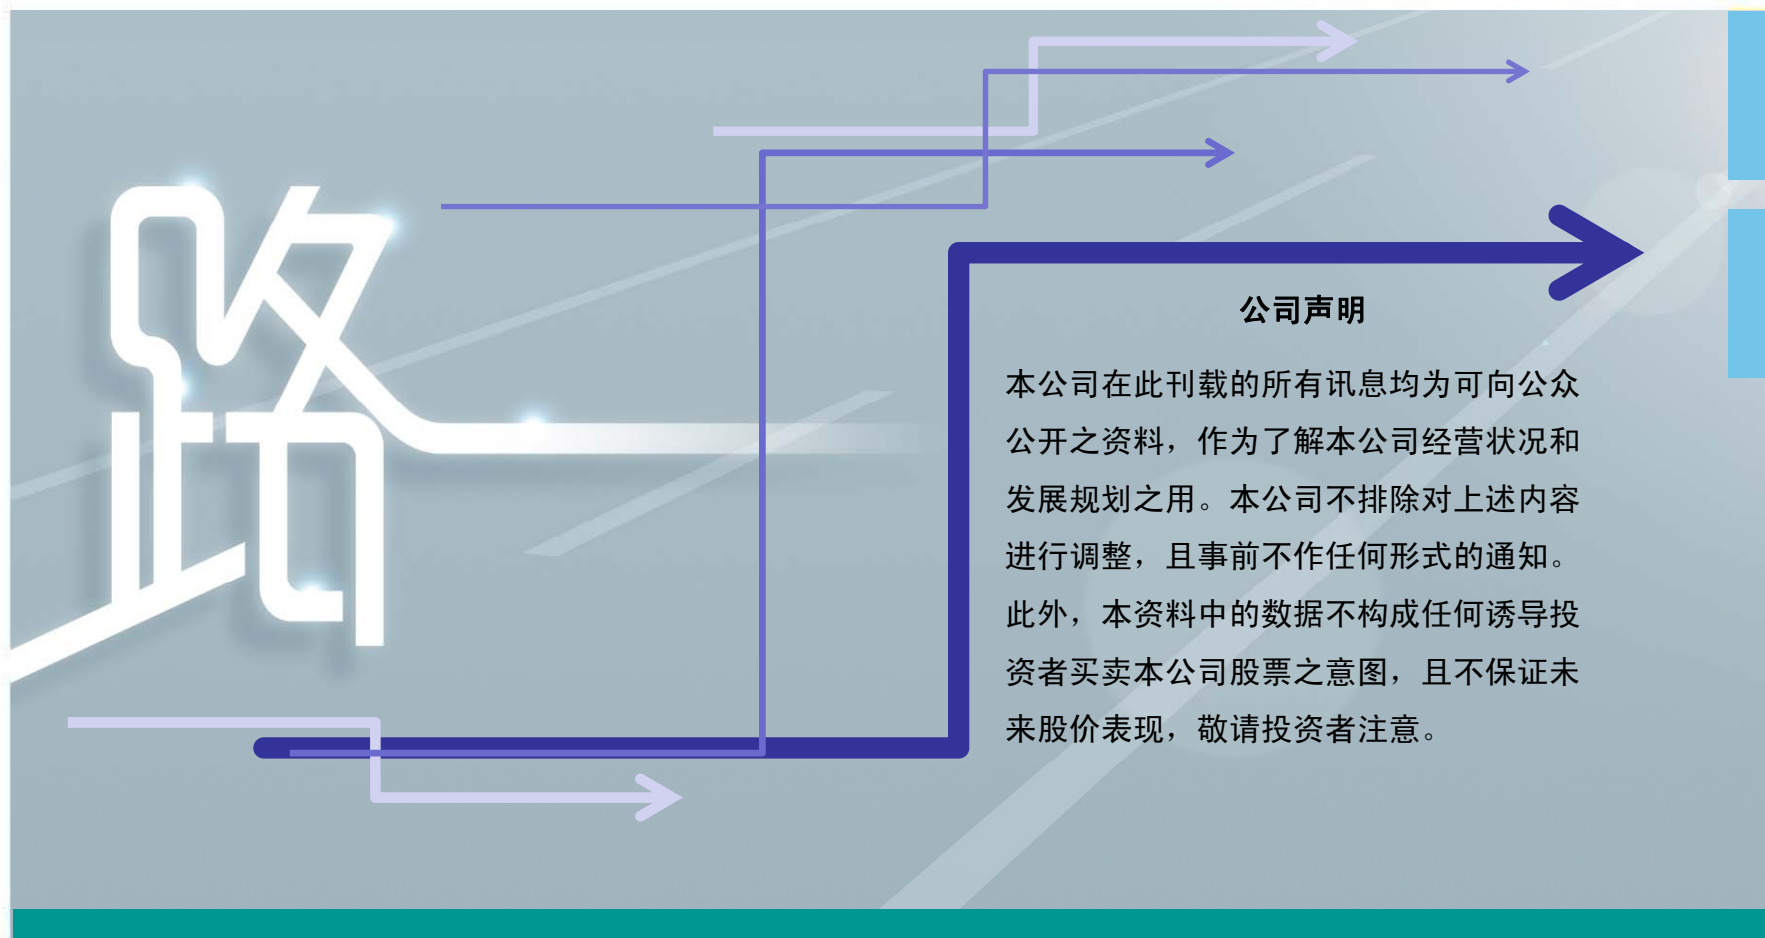 路
公司声明
本公司在此刊载的所有讯息均为可向公众
公开之资料，作为了解本公司经营状况和
发展规划之用。本公司不排除对上述内容
进行调整，且事前不作任何形式的通知。
此外，本资料中的数据不构成任何诱导投
资者买卖本公司股票之意图，且不保证未
来股价表现，敬请投资者注意。